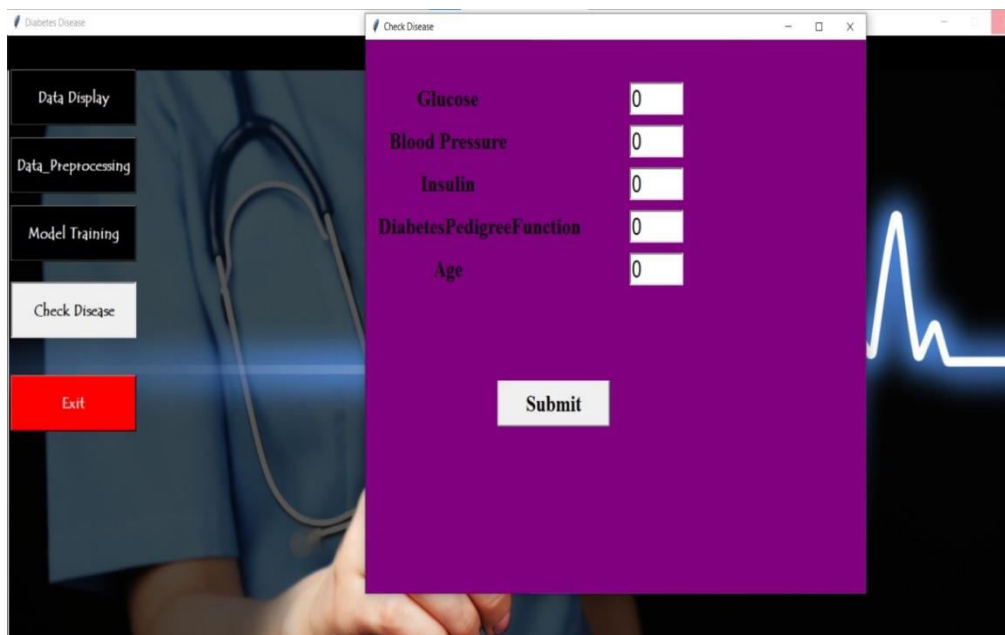 Diabetes Disease
Check Disease
Data Display
Data_Preprocessing
Model Training
Check Disease
Exit
Glucose 0
Blood Pressure 0
Insulin 0
DiabetesPedigreeFunction 0
Age 0
Submit